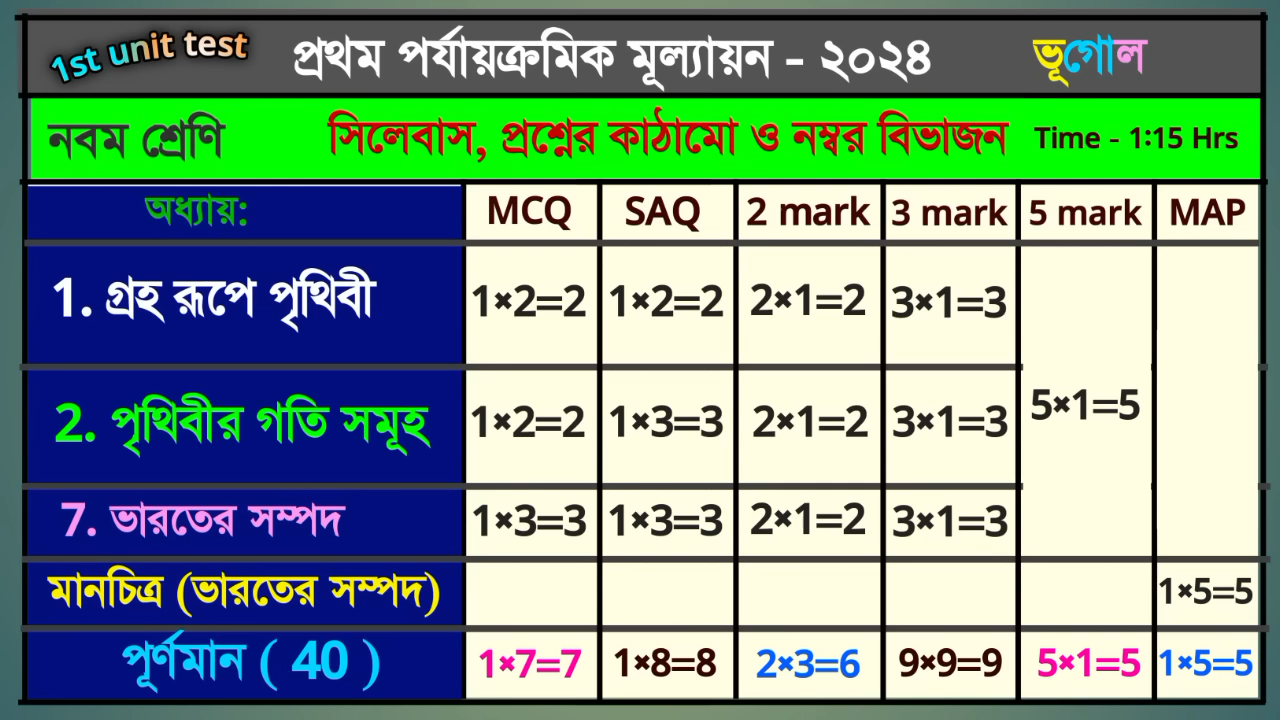 1st unit test প্রথম পর্যায়ক্রমিক মূল্যায়ন - ২০২৪ ভূগোল
নবম শ্রেণি সিলেবাস, প্রশ্নের কাঠামো ও নম্বর বিভাজন Time - 1:15 Hrs
অধ্যায়: MCQ SAQ 2 mark 3 mark 5 mark MAP
1. গ্রহ রূপে পৃথিবী 1×2=2 1×2=2 2×1=2 3×1=3
5×1=5
2. পৃথিবীর গতি সমূহ 1×2=2 1×3=3 2×1=2 3×1=3
7. ভারতের সম্পদ 1×3=3 1×3=3 2×1=2 3×1=3
মানচিত্র (ভারতের সম্পদ) 1×5=5
পূর্ণমান ( 40 ) 1×7=7 1×8=8 2×3=6 9×9=9 5×1=5 1×5=5